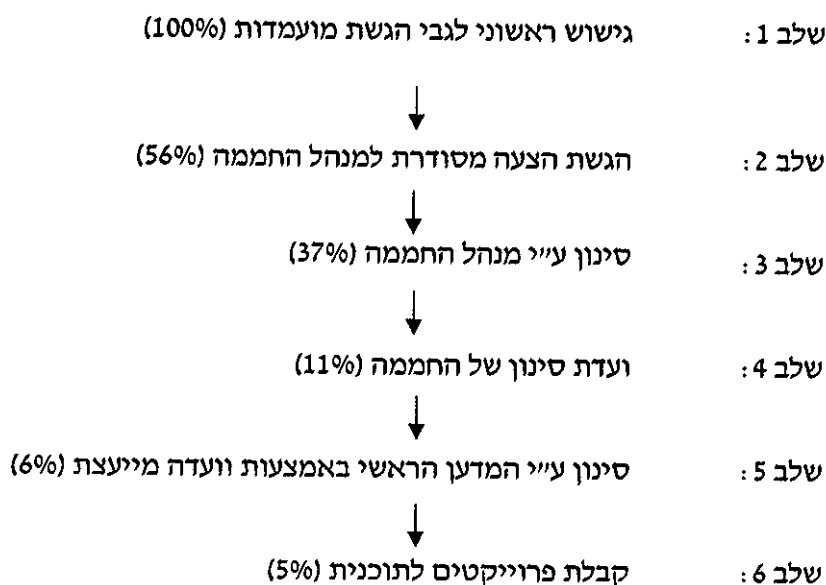 שלב 1: גישוש ראשוני לגבי הגשת מועמדות (100%)
שלב 2: הגשת הצעה מסודרת למנהל החממה (56%)
שלב 3: סינון ע״י מנהל החממה (37%)
שלב 4: ועדת סינון של החממה (11%)
שלב 5: סינון ע״י המדען הראשי באמצעות וועדה מייעצת (6%)
שלב 6: קבלת פרוייקטים לתוכנית (5%)